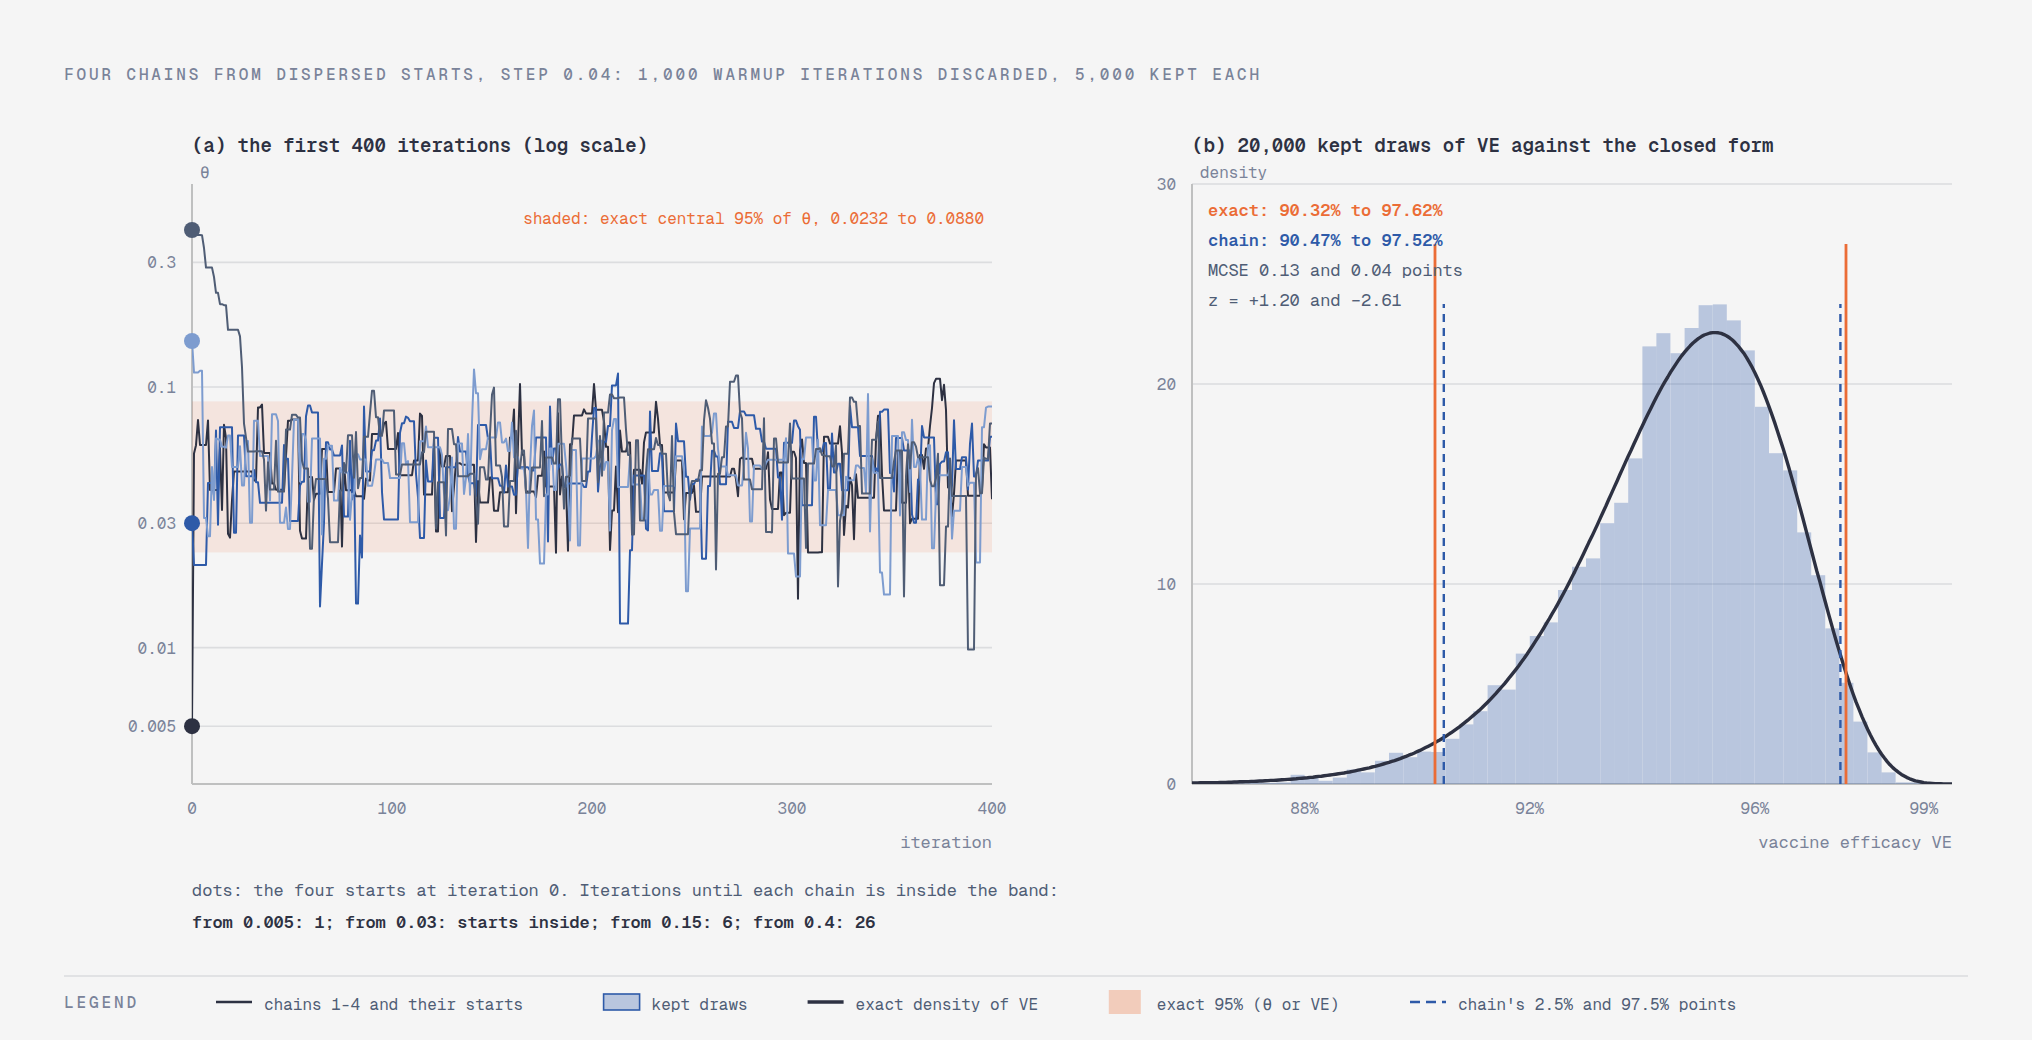 FOUR CHAINS FROM DISPERSED STARTS, STEP 0.04: 1,000 WARMUP ITERATIONS DISCARDED, 5,000 KEPT EACH
(a) the first 400 iterations (log scale)
θ
shaded: exact central 95% of θ, 0.0232 to 0.0880
0.3
0.1
0.03
0.01
0.005
0
100
200
300
400
iteration
dots: the four starts at iteration 0. Iterations until each chain is inside the band:
from 0.005: 1; from 0.03: starts inside; from 0.15: 6; from 0.4: 26
(b) 20,000 kept draws of VE against the closed form
density
30
20
10
0
exact: 90.32% to 97.62%
chain: 90.47% to 97.52%
MCSE 0.13 and 0.04 points
z = +1.20 and −2.61
88%
92%
96%
99%
vaccine efficacy VE
LEGEND
chains 1–4 and their starts
kept draws
exact density of VE
exact 95% (θ or VE)
chain's 2.5% and 97.5% points